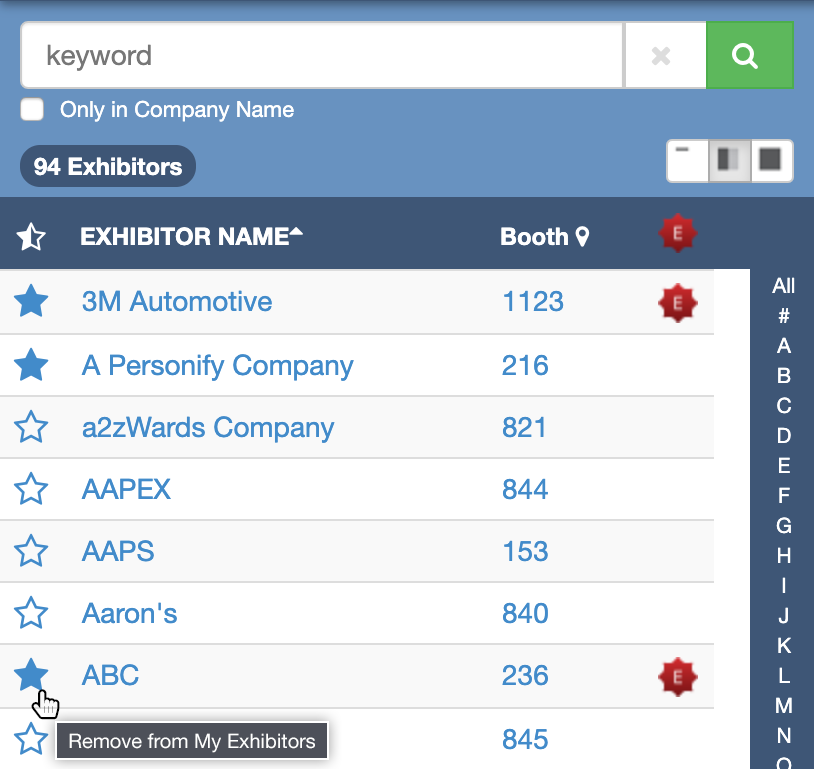 keyword
Only in Company Name
94 Exhibitors
EXHIBITOR NAME Booth E
3M Automotive 1123 E
A Personify Company 216
a2zWards Company 821
AAPEX 844
AAPS 153
Aaron's 840
ABC 236 E
Remove from My Exhibitors 845
All
#
A
B
C
D
E
F
G
H
I
J
K
L
M
N
O